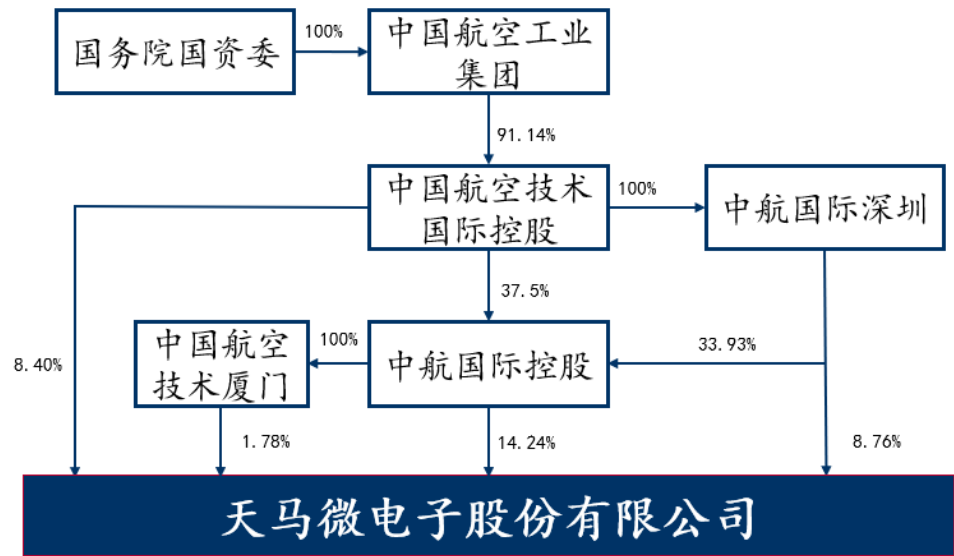 国务院国资委
100%
中国航空工业
集团
91.14%
中国航空技术
国际控股
100%
中航国际深圳
37.5%
中国航空
技术厦门
100%
中航国际控股
33.93%
8.40%
1.78%
14.24%
8.76%
天马微电子股份有限公司